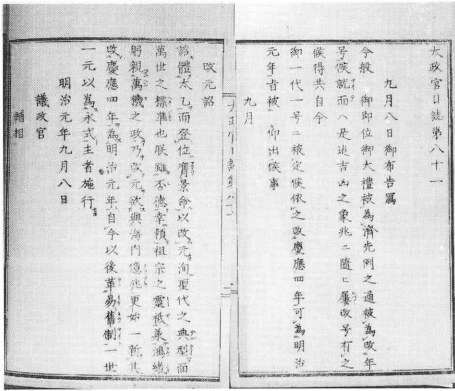 太政官日誌第八十一
九月八日御布告寫
今般　御即位御大禮被為濟先例之通被為改年
号候就而ハ是迄吉凶之象兆ニ隨ヒ屢改号有之
候得共自今
御一代一号ニ被定候依之改慶應四年可為明治
元年旨被　仰出候事
九月
改元詔
詔體太乙而登位膺景命以改元洵聖代之典型而
萬世之標準也朕雖否德幸賴祖宗之靈祇承鴻緒
躬親萬機之政乃改元欲與海内億兆更始一新其
改慶應四年為明治元年自今以後革易舊制一世
一元以為永式主者施行
明治元年九月八日
議政官
輔相